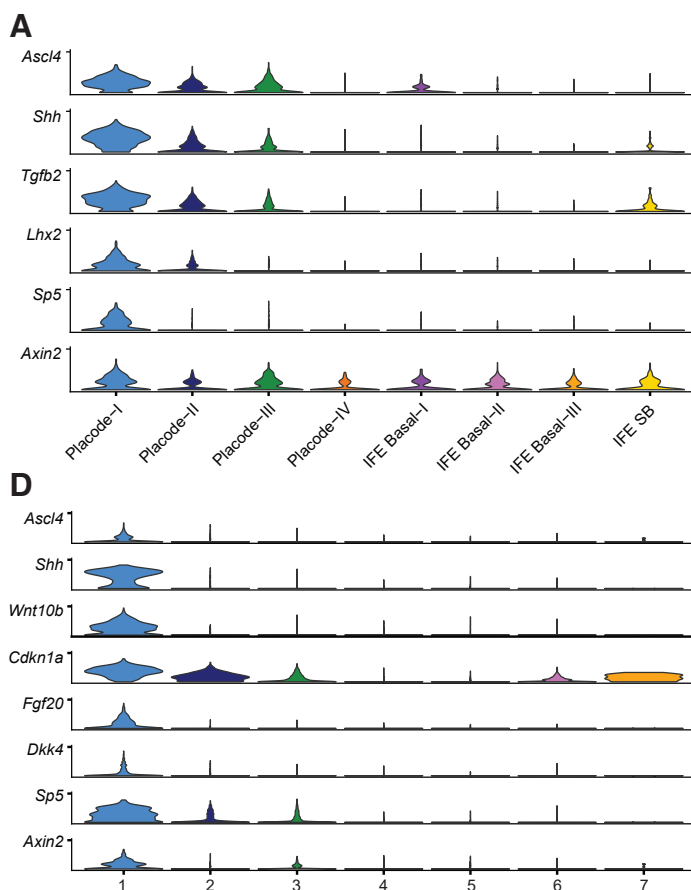 A
Ascl4
Shh
Tgfb2
Lhx2
Sp5
Axin2
Placode-I
Placode-II
Placode-III
Placode-IV
IFE Basal-I
IFE Basal-II
IFE Basal-III
IFE SB
D
Ascl4
Shh
Wnt10b
Cdkn1a
Fgf20
Dkk4
Sp5
Axin2
1 2 3 4 5 6 7